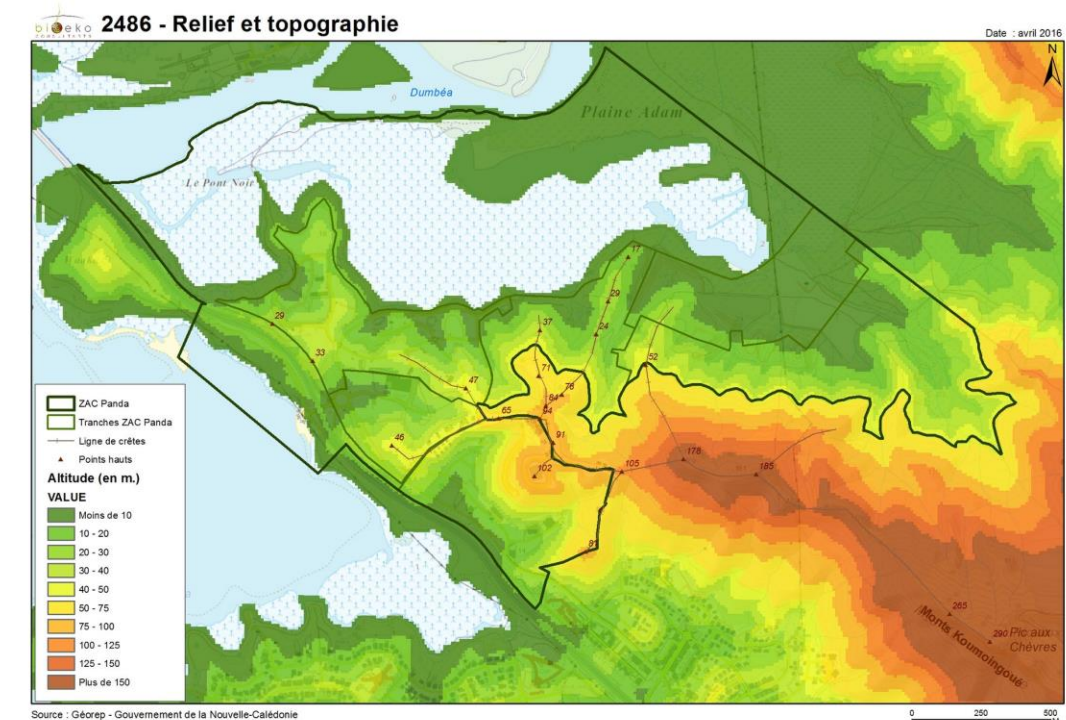 bioeko
CONSULTANTS
2486 - Relief et topographie
Date : avril 2016
N
Dumbéa
Plaine Adam
Le Pont Noir
17
29
24
37
29
33
52
47
71
76
84
65
94
46
91
102
105
178
185
81
265
290 Pic aux
Chèvres
Monts Koumoingoué
ZAC Panda
Tranches ZAC Panda
Ligne de crêtes
Points hauts
Altitude (en m.)
VALUE
Moins de 10
10 - 20
20 - 30
30 - 40
40 - 50
50 - 75
75 - 100
100 - 125
125 - 150
Plus de 150
Source : Géorep - Gouvernement de la Nouvelle-Calédonie
0 250 500